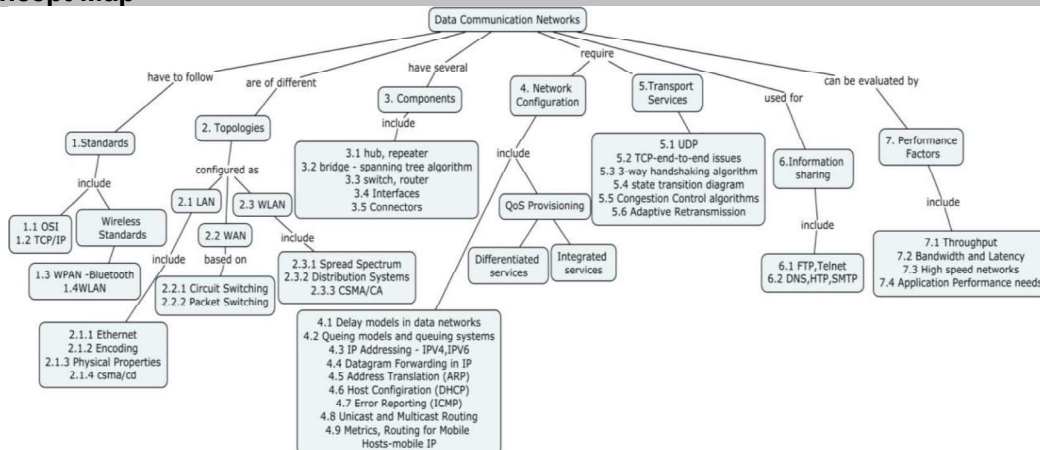 Data Communication Networks
have to follow
are of different
have several
require
used for
can be evaluated by
1.Standards
include
1.1 OSI
1.2 TCP/IP
Wireless
Standards
1.3 WPAN -Bluetooth
1.4WLAN
2. Topologies
configured as
2.1 LAN
include
2.1.1 Ethernet
2.1.2 Encoding
2.1.3 Physical Properties
2.1.4 csma/cd
2.2 WAN
based on
2.2.1 Circuit Switching
2.2.2 Packet Switching
2.3 WLAN
include
2.3.1 Spread Spectrum
2.3.2 Distribution Systems
2.3.3 CSMA/CA
3. Components
include
3.1 hub, repeater
3.2 bridge - spanning tree algorithm
3.3 switch, router
3.4 Interfaces
3.5 Connectors
4. Network
Configuration
include
QoS Provisioning
Differentiated
services
Integrated
services
4.1 Delay models in data networks
4.2 Queing models and queuing systems
4.3 IP Addressing - IPV4,IPV6
4.4 Datagram Forwarding in IP
4.5 Address Translation (ARP)
4.6 Host Configiration (DHCP)
4.7 Error Reporting (ICMP)
4.8 Unicast and Multicast Routing
4.9 Metrics, Routing for Mobile
Hosts-mobile IP
5.Transport
Services
5.1 UDP
5.2 TCP-end-to-end issues
5.3 3-way handshaking algorithm
5.4 state transition diagram
5.5 Congestion Control algorithms
5.6 Adaptive Retransmission
6.Information
sharing
include
6.1 FTP,Telnet
6.2 DNS,HTP,SMTP
7. Performance
Factors
include
7.1 Throughput
7.2 Bandwidth and Latency
7.3 High speed networks
7.4 Application Performance needs